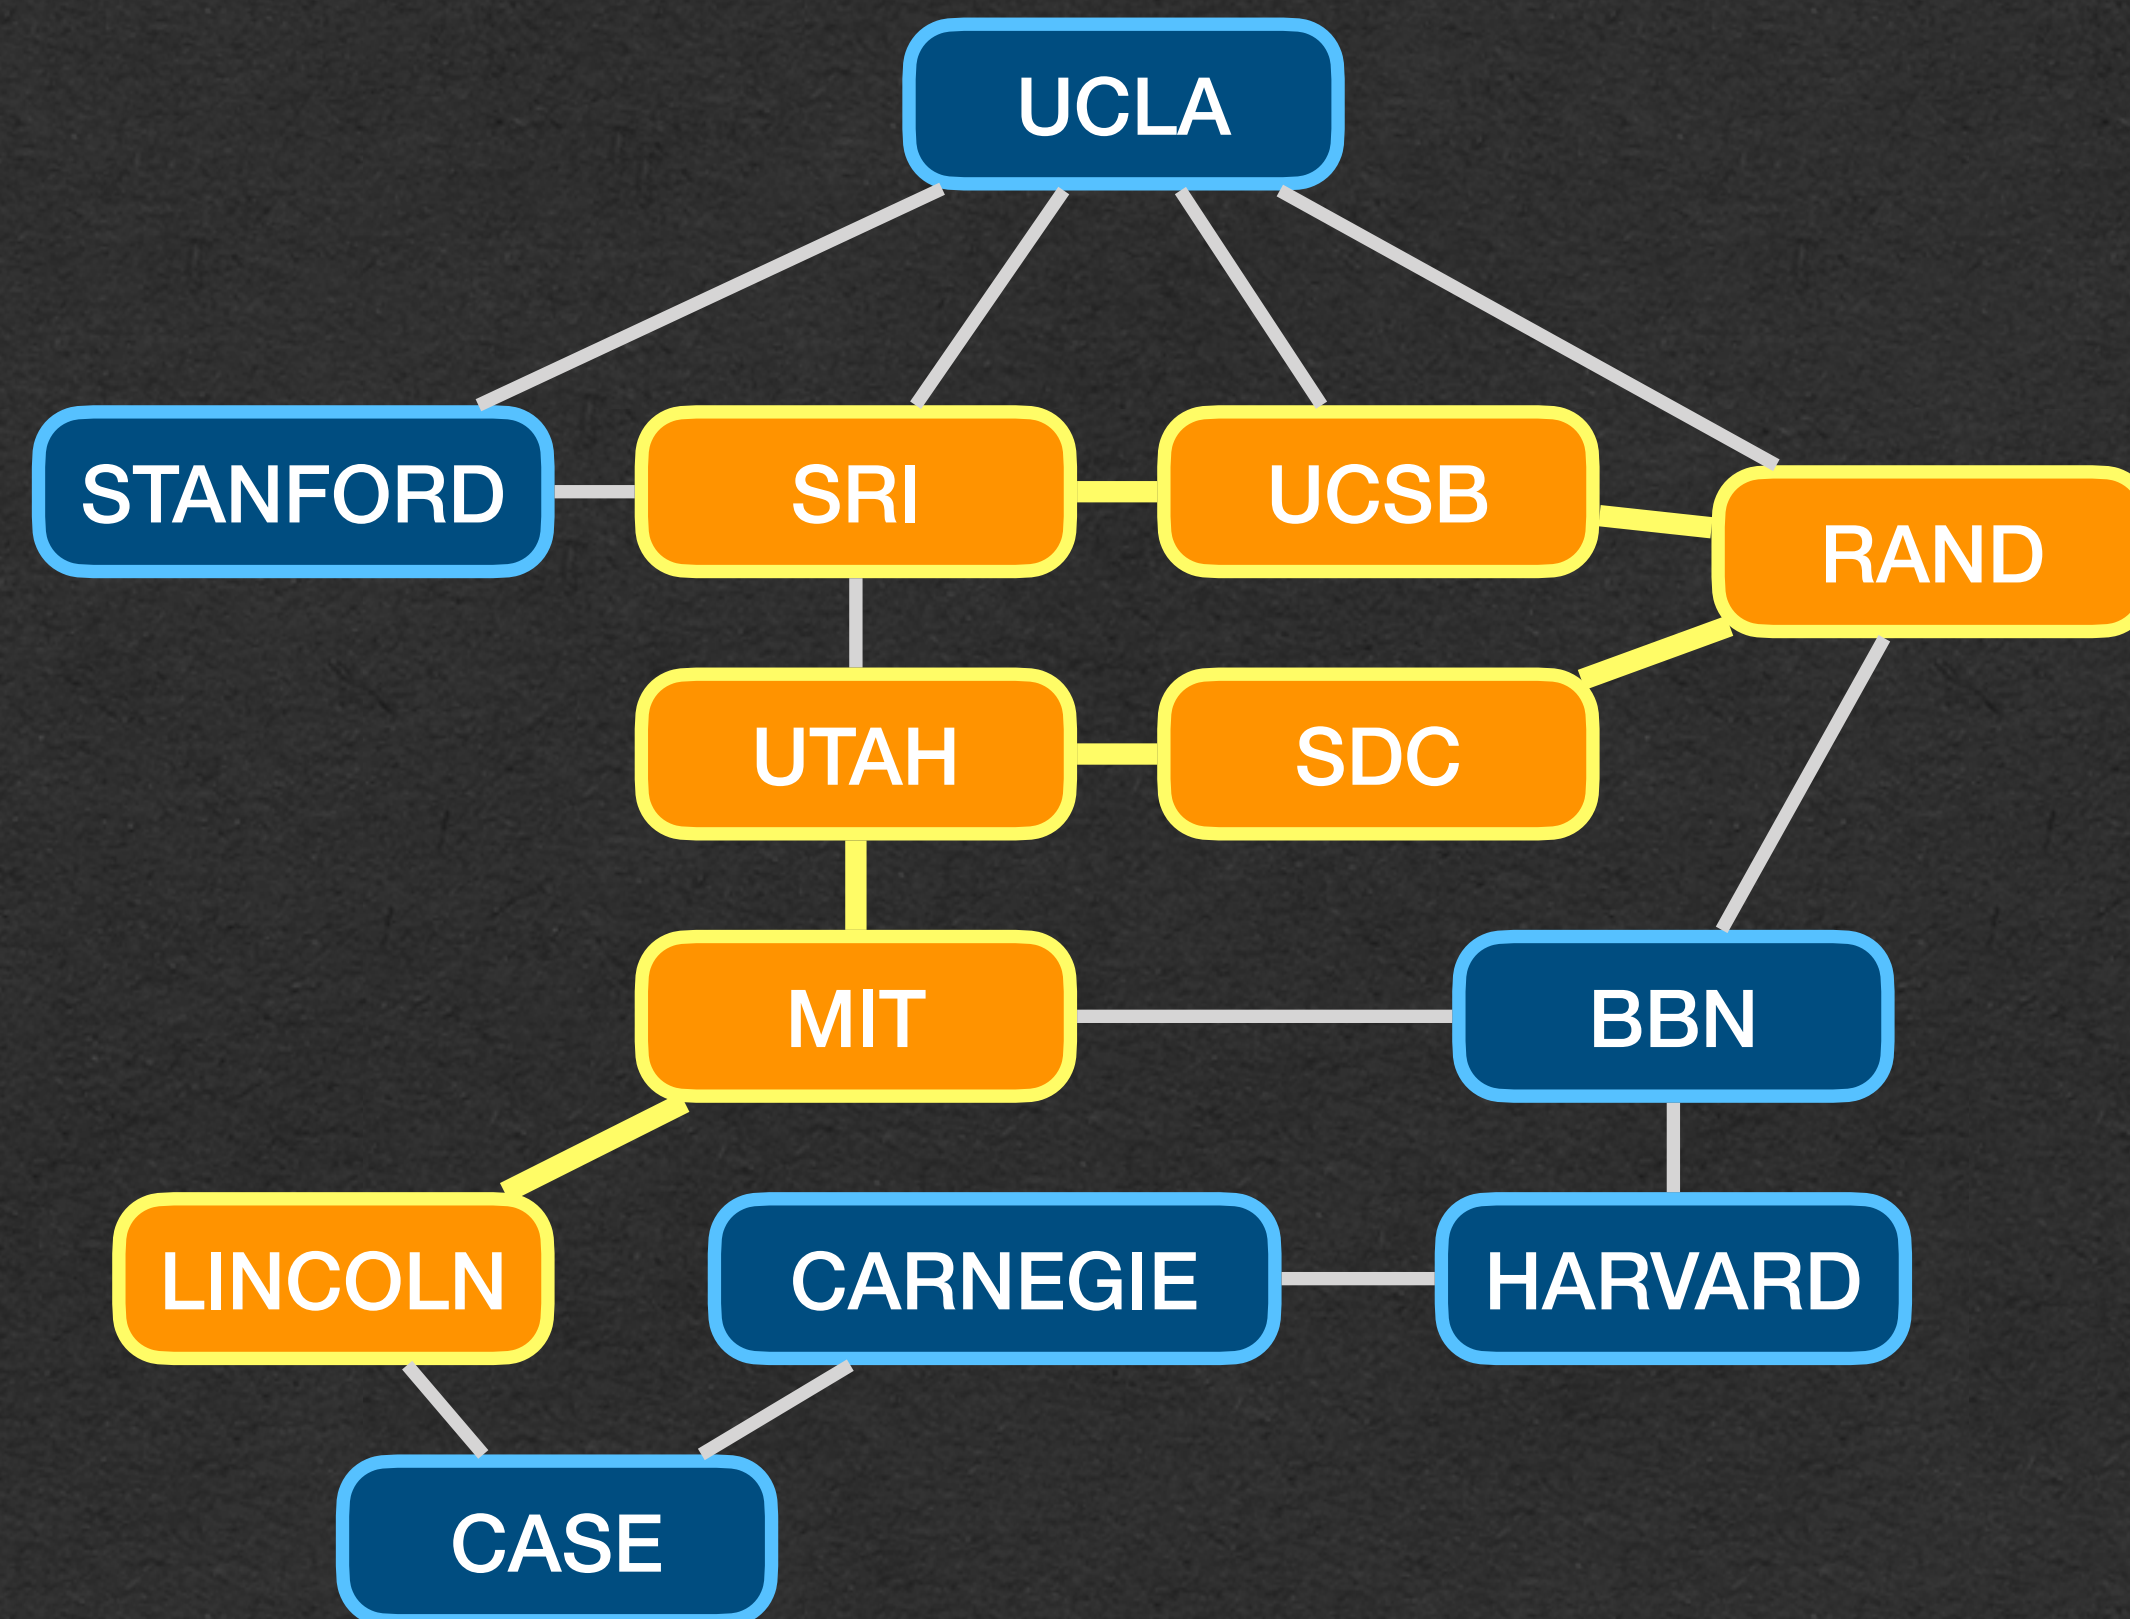 UCLA
STANFORD
SRI
UCSB
RAND
UTAH
SDC
MIT
BBN
LINCOLN
CARNEGIE
HARVARD
CASE